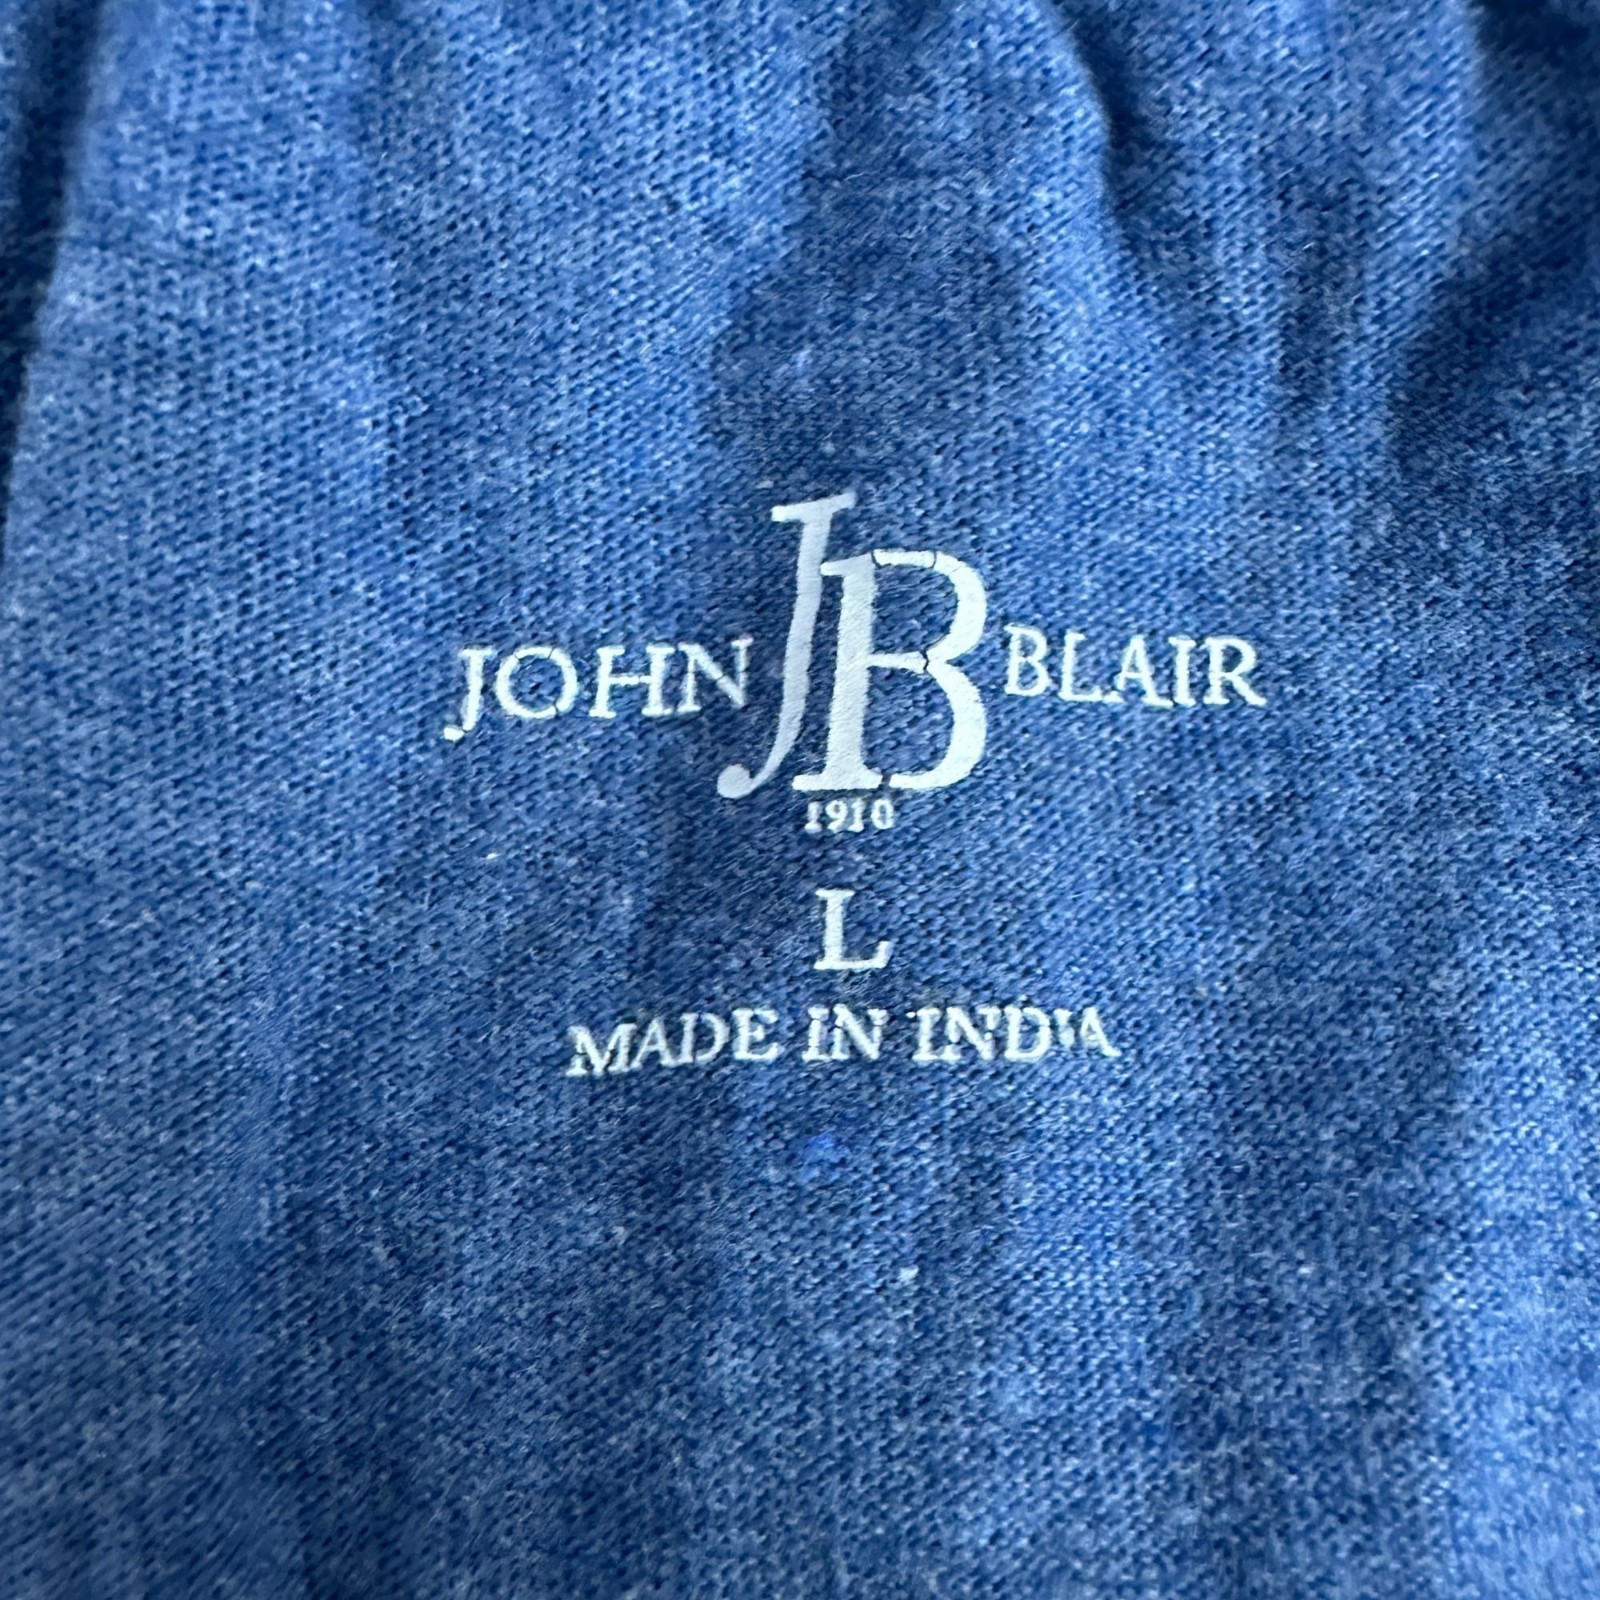 JOHN JB BLAIR
1910
L
MADE IN INDIA